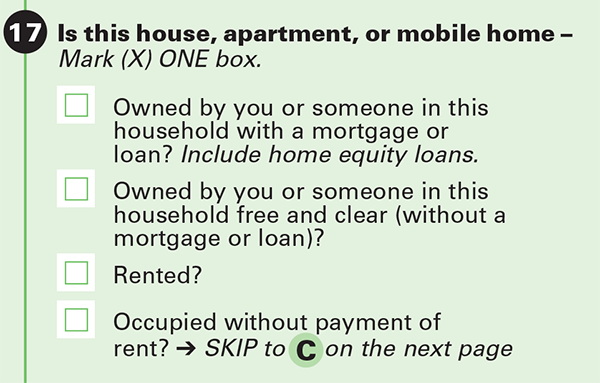 17 Is this house, apartment, or mobile home –
Mark (X) ONE box.
Owned by you or someone in this
household with a mortgage or
loan? Include home equity loans.
Owned by you or someone in this
household free and clear (without a
mortgage or loan)?
Rented?
Occupied without payment of
rent? ➔ SKIP to C on the next page